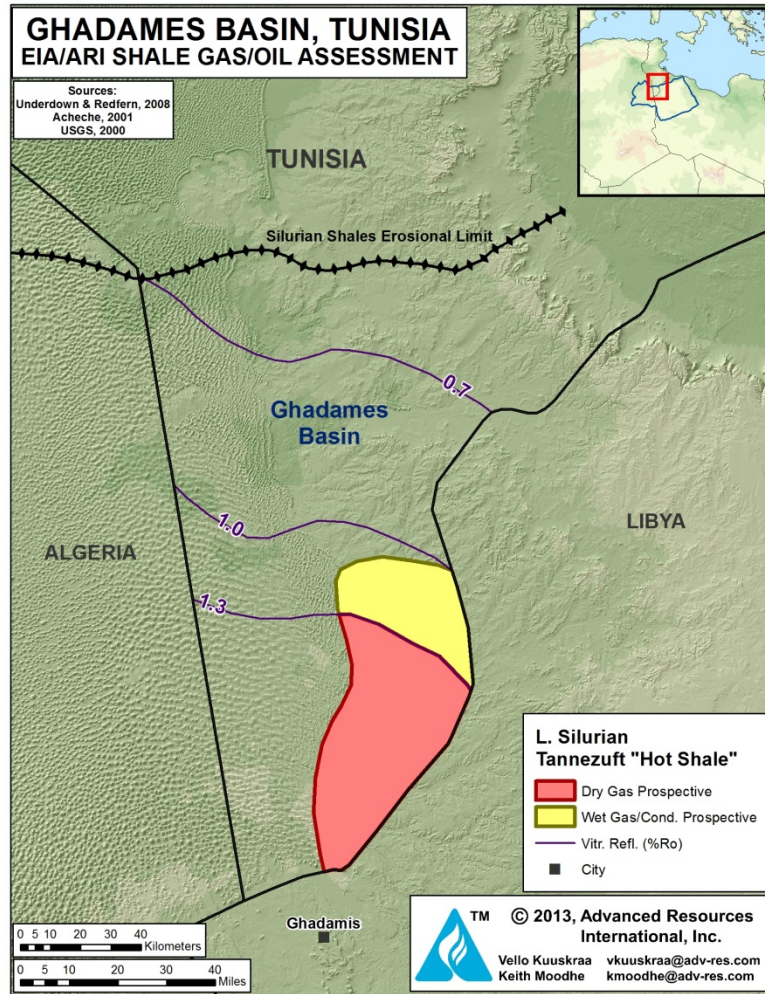 GHADAMES BASIN, TUNISIA
EIA/ARI SHALE GAS/OIL ASSESSMENT
Sources:
Underdown & Redfern, 2008
Acheche, 2001
USGS, 2000
TUNISIA
Silurian Shales Erosional Limit
0.7
Ghadames
Basin
1.0
ALGERIA
LIBYA
1.3
L. Silurian
Tannezuft "Hot Shale"
Dry Gas Prospective
Wet Gas/Cond. Prospective
Vitr. Refl. (%Ro)
City
Ghadamis
0 5 10 20 30 40
Kilometers
0 5 10 20 30 40
Miles
TM
© 2013, Advanced Resources
International, Inc.
Vello Kuuskraa vkuuskraa@adv-res.com
Keith Moodhe kmoodhe@adv-res.com